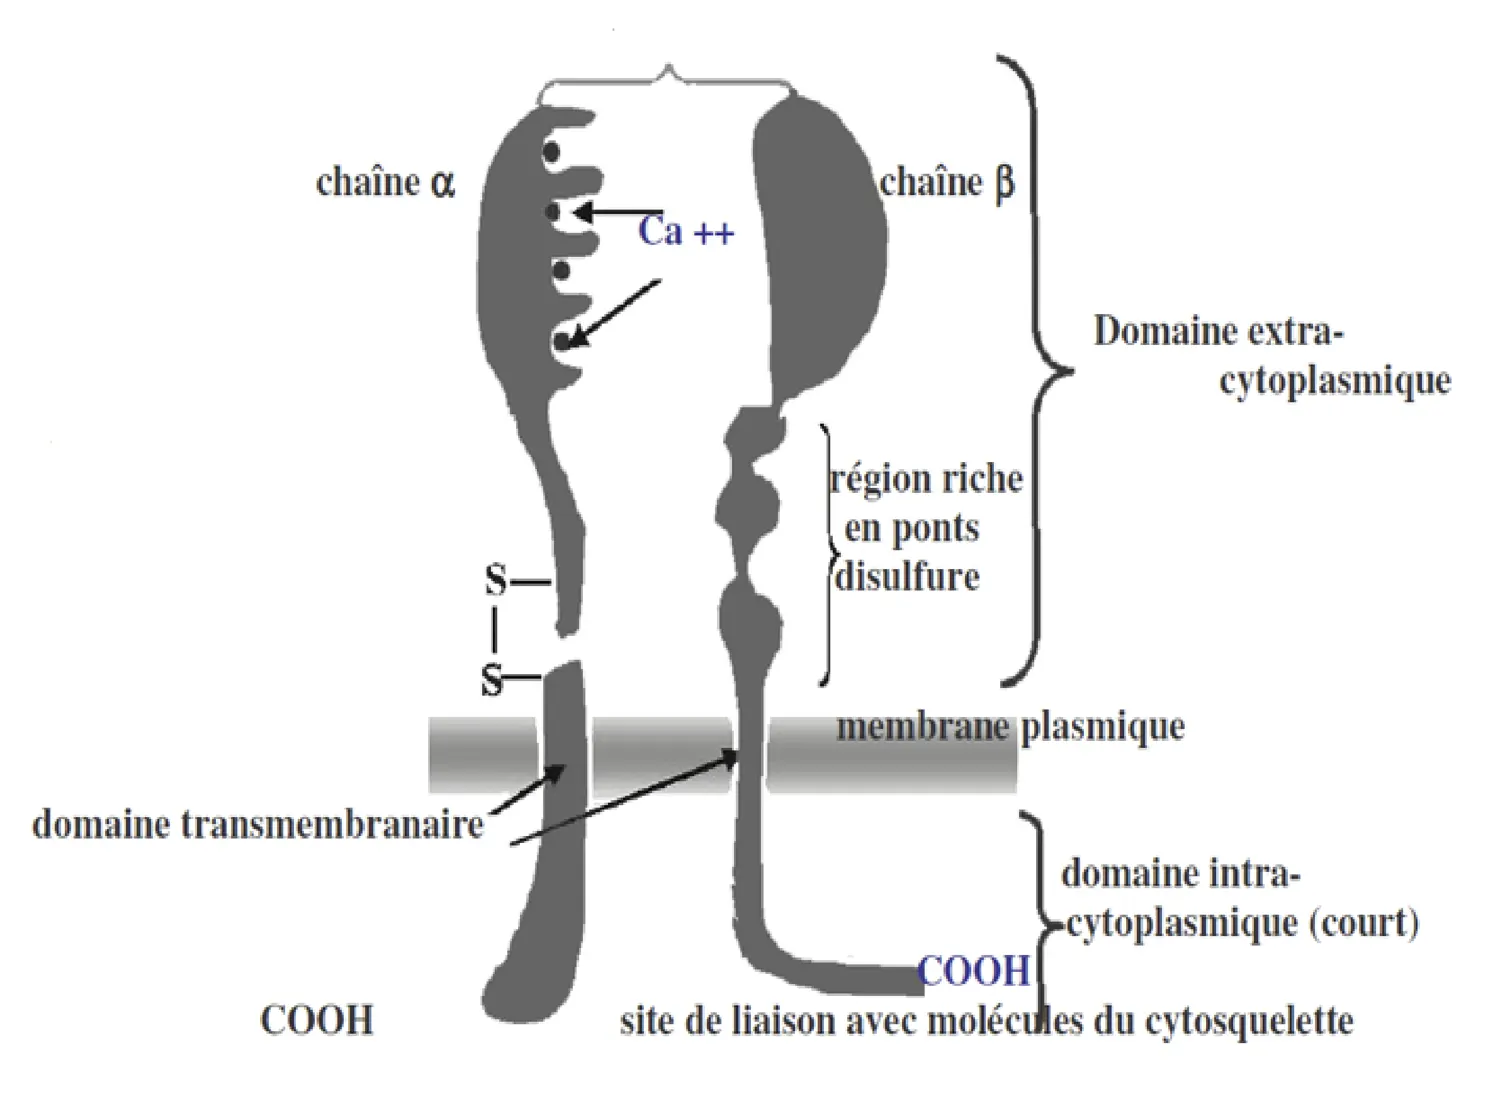 chaîne α
chaîne β
Ca ++
Domaine extra-
cytoplasmique
région riche
en ponts
disulfure
S
S
membrane plasmique
domaine transmembranaire
domaine intra-
cytoplasmique (court)
COOH
COOH
site de liaison avec molécules du cytosquelette